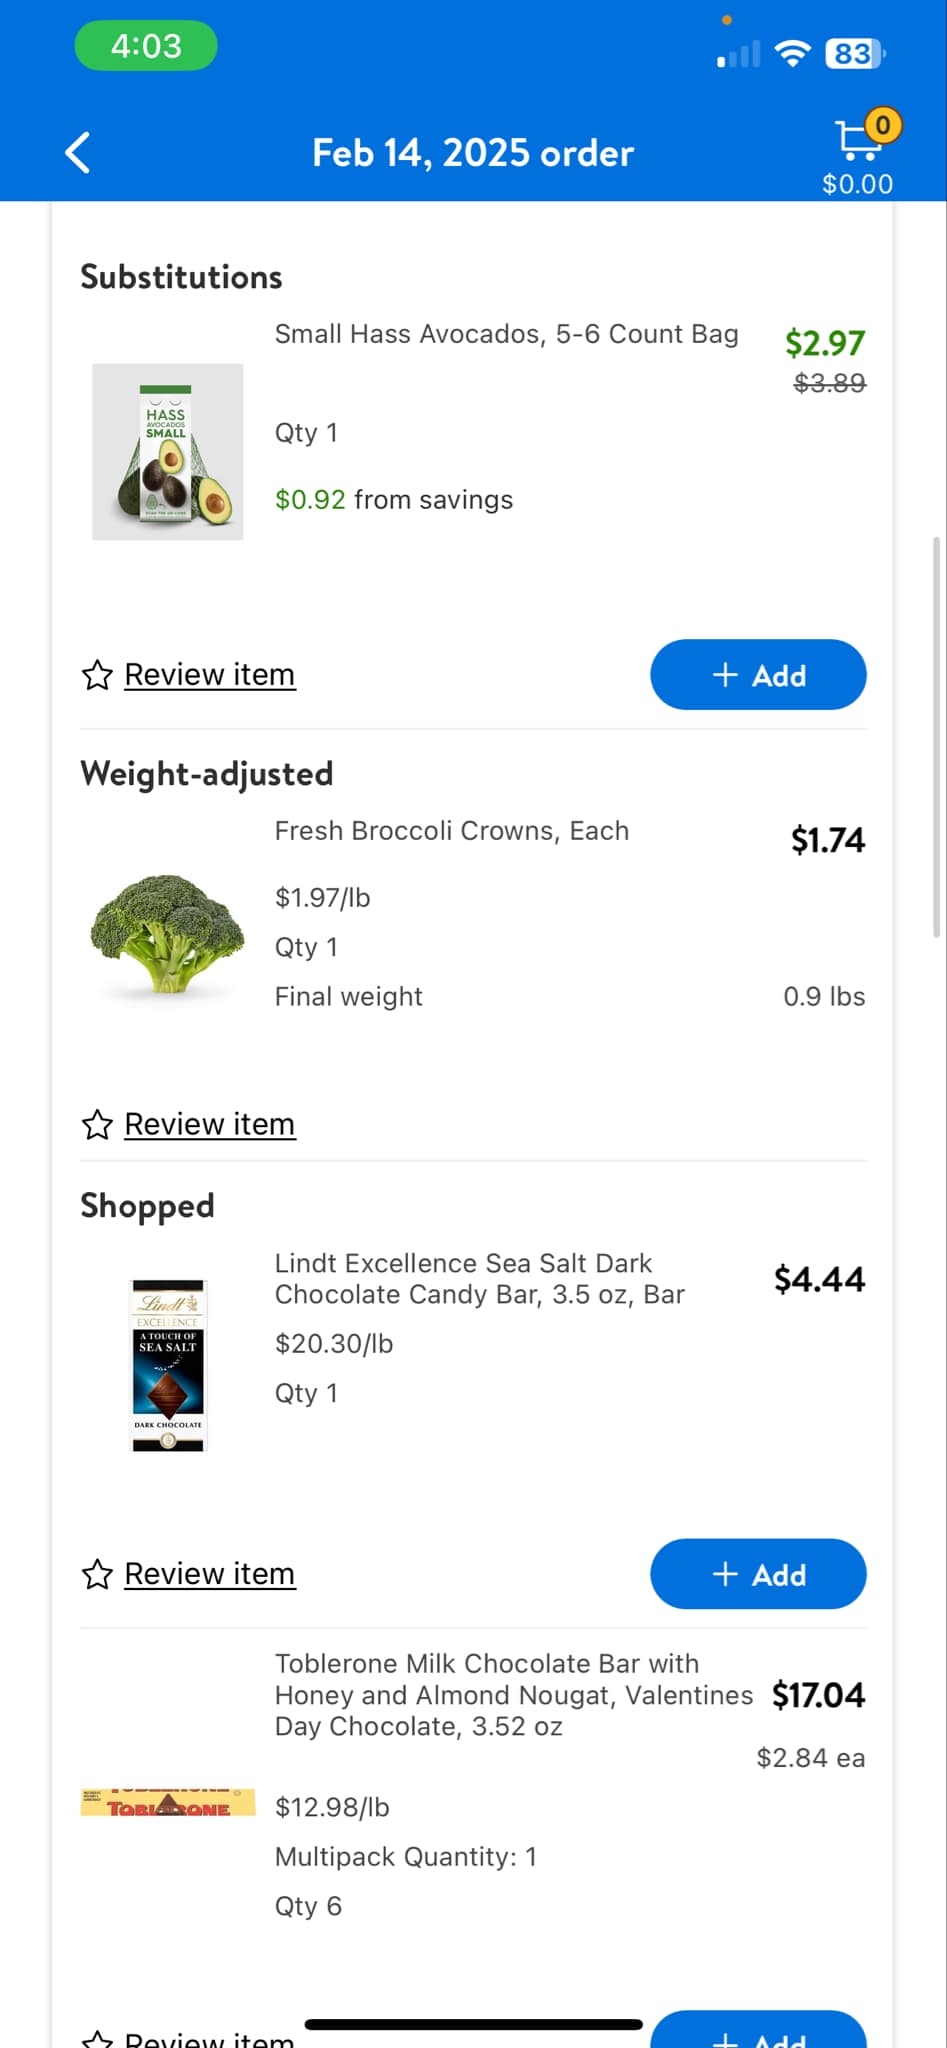 4:03
83
Feb 14, 2025 order
0
$0.00
Substitutions
Small Hass Avocados, 5-6 Count Bag
$2.97
$3.89
HASS
AVOCADOS
SMALL
Qty 1
$0.92 from savings
Review item
+ Add
Weight-adjusted
Fresh Broccoli Crowns, Each
$1.74
$1.97/lb
Qty 1
Final weight
0.9 lbs
Review item
Shopped
Lindt Excellence Sea Salt Dark
Chocolate Candy Bar, 3.5 oz, Bar
$4.44
Lindt
EXCELLENCE
A TOUCH OF
SEA SALT
DARK CHOCOLATE
$20.30/lb
Qty 1
Review item
+ Add
Toblerone Milk Chocolate Bar with
Honey and Almond Nougat, Valentines
Day Chocolate, 3.52 oz
$17.04
$2.84 ea
TOBLERONE
$12.98/lb
Multipack Quantity: 1
Qty 6
Review item
+ Add